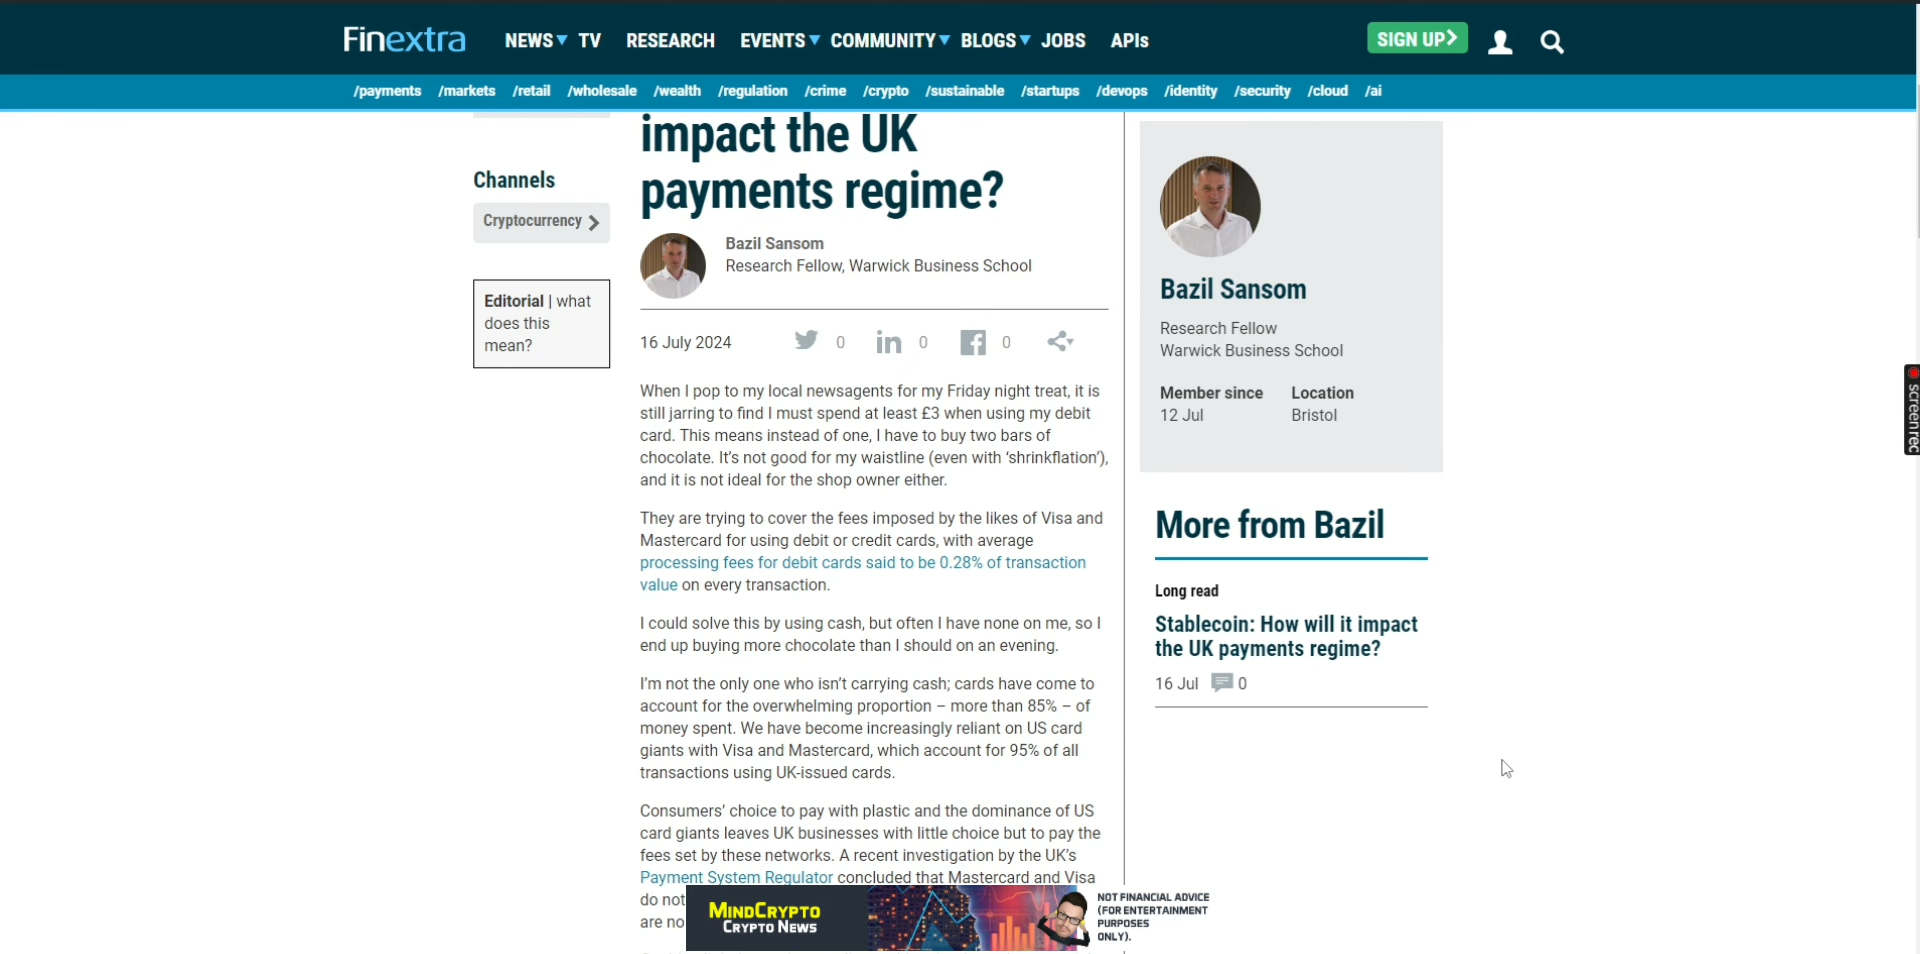 Finextra
NEWS TV RESEARCH EVENTS COMMUNITY BLOGS JOBS APIs
SIGN UP
/payments /markets /retail /wholesale /wealth /regulation /crime /crypto /sustainable /startups /devops /identity /security /cloud /ai
Channels
Cryptocurrency
Editorial | what
does this
mean?
impact the UK
payments regime?
Bazil Sansom
Research Fellow, Warwick Business School
16 July 2024
0
0
0
When I pop to my local newsagents for my Friday night treat, it is
still jarring to find I must spend at least £3 when using my debit
card. This means instead of one, I have to buy two bars of
chocolate. It’s not good for my waistline (even with ‘shrinkflation’),
and it is not ideal for the shop owner either.
They are trying to cover the fees imposed by the likes of Visa and
Mastercard for using debit or credit cards, with average
processing fees for debit cards said to be 0.28% of transaction
value on every transaction.
I could solve this by using cash, but often I have none on me, so I
end up buying more chocolate than I should on an evening.
I’m not the only one who isn’t carrying cash; cards have come to
account for the overwhelming proportion – more than 85% – of
money spent. We have become increasingly reliant on US card
giants with Visa and Mastercard, which account for 95% of all
transactions using UK-issued cards.
Consumers’ choice to pay with plastic and the dominance of US
card giants leaves UK businesses with little choice but to pay the
fees set by these networks. A recent investigation by the UK’s
Payment System Regulator concluded that Mastercard and Visa
do not
are no
Bazil Sansom
Research Fellow
Warwick Business School
Member since Location
12 Jul Bristol
More from Bazil
Long read
Stablecoin: How will it impact
the UK payments regime?
16 Jul 0
MINDCRYPTO
CRYPTO NEWS
NOT FINANCIAL ADVICE
(FOR ENTERTAINMENT
PURPOSES
ONLY).
screen rec